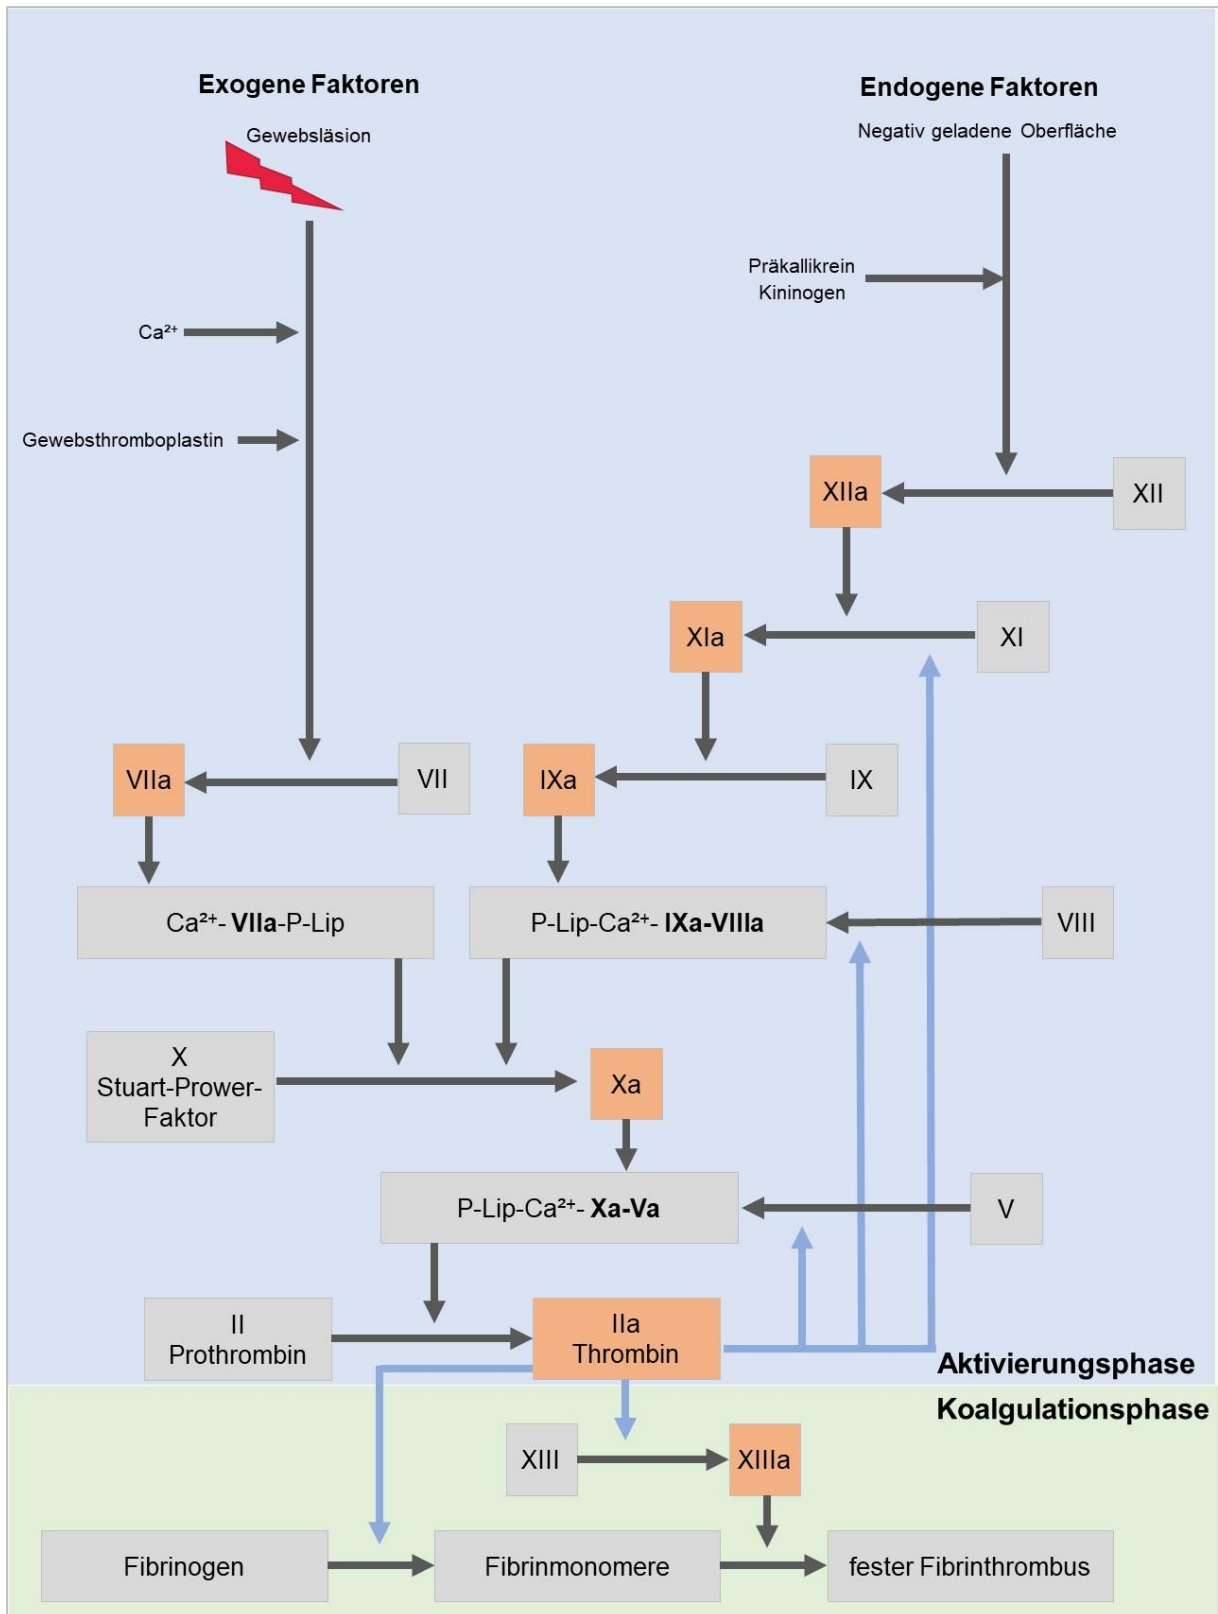 Exogene Faktoren
Gewebsläsion
Endogene Faktoren
Negativ geladene Oberfläche
Präkallikrein
Kininogen
Ca²⁺
Gewebsthromboplastin
XIIa
XII
XIa
XI
VIIa
VII
IXa
IX
Ca²⁺- VIIa-P-Lip
P-Lip-Ca²⁺- IXa-VIIIa
VIII
X
Stuart-Prower-
Faktor
Xa
P-Lip-Ca²⁺- Xa-Va
V
II
Prothrombin
IIa
Thrombin
Aktivierungsphase
Koalgulationsphase
XIII
XIIIa
Fibrinogen
Fibrinmonomere
fester Fibrinthrombus